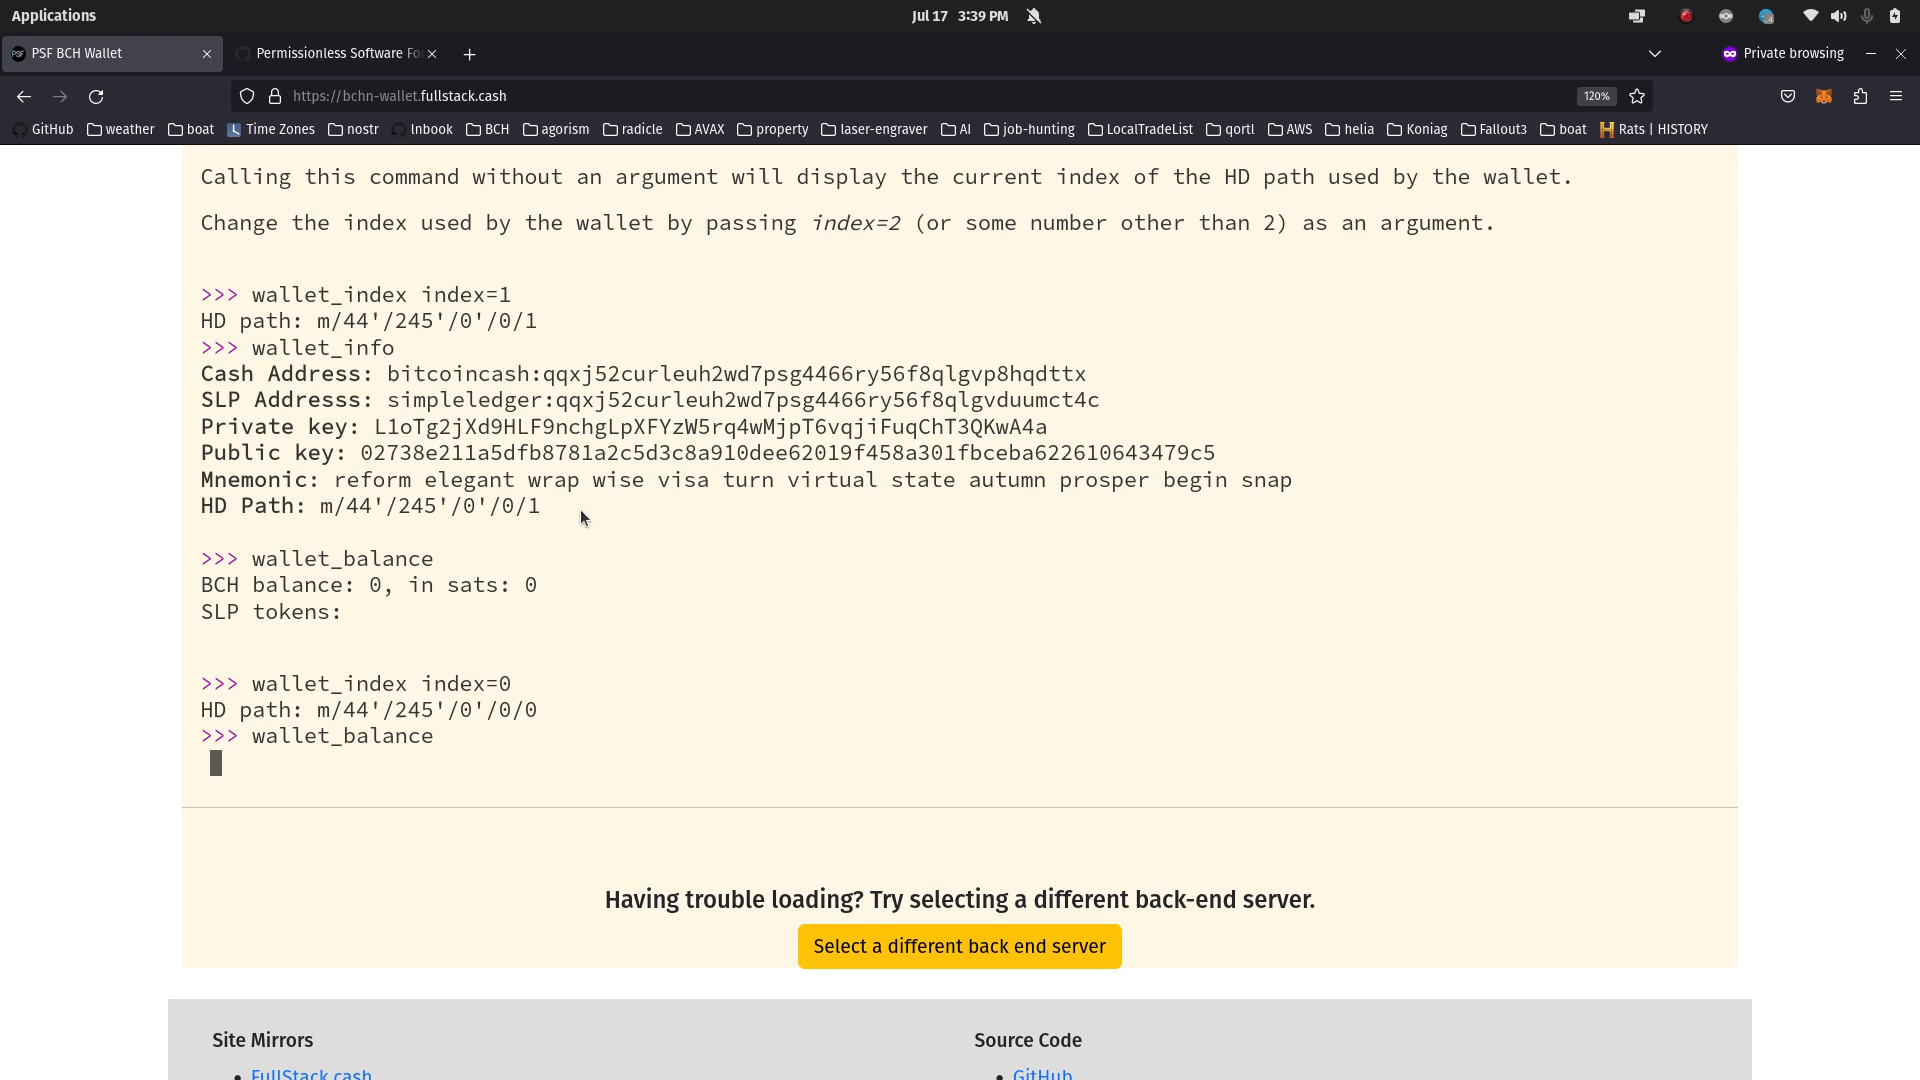 Applications
Jul 17 3:39 PM
PSF BCH Wallet
Permissionless Software Fo
Private browsing
https://bchn-wallet.fullstack.cash
120%
GitHub weather boat Time Zones nostr lnbook BCH agorism radicle AVAX property laser-engraver AI job-hunting LocalTradeList qortl AWS helia Koniag Fallout3 boat Rats | HISTORY
Calling this command without an argument will display the current index of the HD path used by the wallet.
Change the index used by the wallet by passing index=2 (or some number other than 2) as an argument.
>>> wallet_index index=1
HD path: m/44'/245'/0'/0/1
>>> wallet_info
Cash Address: bitcoincash:qqxj52curleuh2wd7psg4466ry56f8qlgvp8hqdttx
SLP Addresss: simpleledger:qqxj52curleuh2wd7psg4466ry56f8qlgvduumct4c
Private key: L1oTg2jXd9HLF9nchgLpXFYzW5rq4wMjpT6vqjiFuqChT3QKwA4a
Public key: 02738e211a5dfb8781a2c5d3c8a910dee62019f458a301fbceba622610643479c5
Mnemonic: reform elegant wrap wise visa turn virtual state autumn prosper begin snap
HD Path: m/44'/245'/0'/0/1
>>> wallet_balance
BCH balance: 0, in sats: 0
SLP tokens:
>>> wallet_index index=0
HD path: m/44'/245'/0'/0/0
>>> wallet_balance
Having trouble loading? Try selecting a different back-end server.
Select a different back end server
Site Mirrors
FullStack.cash
Source Code
GitHub